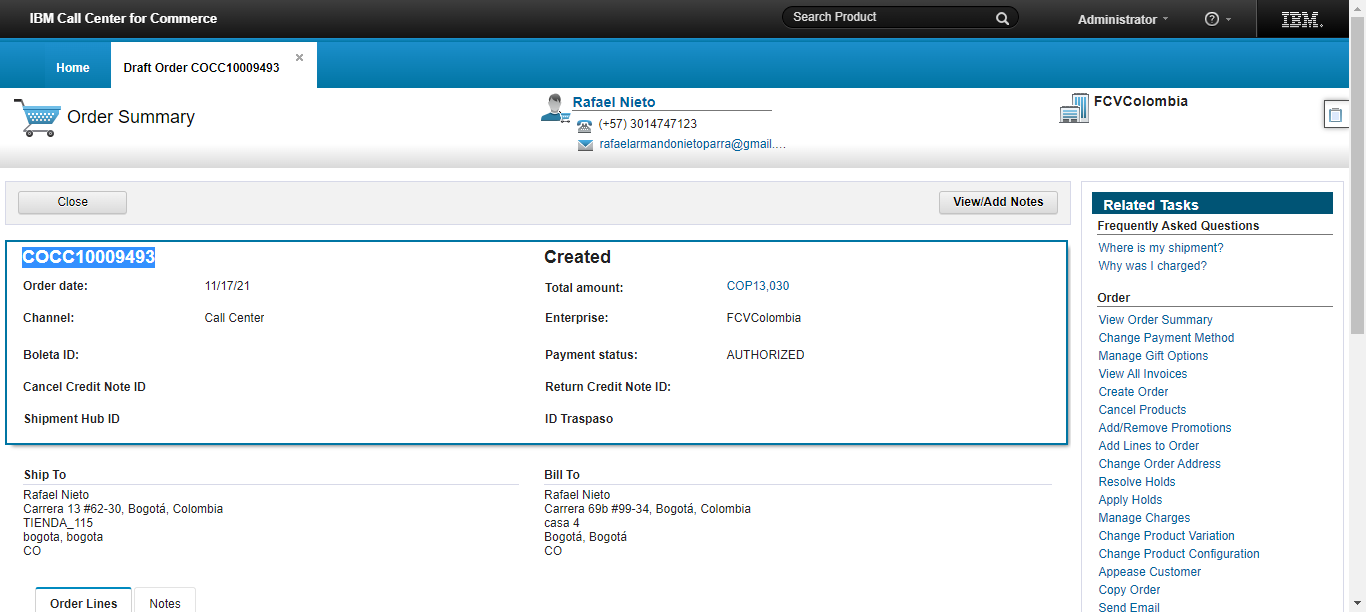 IBM Call Center for Commerce
Search Product
Administrator
?
IBM.
Home
Draft Order COCC10009493
×
Order Summary
Rafael Nieto
(+57) 3014747123
rafaelarmandonietoparra@gmail....
FCVColombia
Close
View/Add Notes
COCC10009493
Created
Order date: 11/17/21
Total amount: COP13,030
Channel: Call Center
Enterprise: FCVColombia
Boleta ID:
Payment status: AUTHORIZED
Cancel Credit Note ID
Return Credit Note ID:
Shipment Hub ID
ID Traspaso
Ship To
Rafael Nieto
Carrera 13 #62-30, Bogotá, Colombia
TIENDA_115
bogota, bogota
CO
Bill To
Rafael Nieto
Carrera 69b #99-34, Bogotá, Colombia
casa 4
Bogotá, Bogotá
CO
Order Lines
Notes
Related Tasks
Frequently Asked Questions
Where is my shipment?
Why was I charged?
Order
View Order Summary
Change Payment Method
Manage Gift Options
View All Invoices
Create Order
Cancel Products
Add/Remove Promotions
Add Lines to Order
Change Order Address
Resolve Holds
Apply Holds
Manage Charges
Change Product Variation
Change Product Configuration
Appease Customer
Copy Order
Send Email